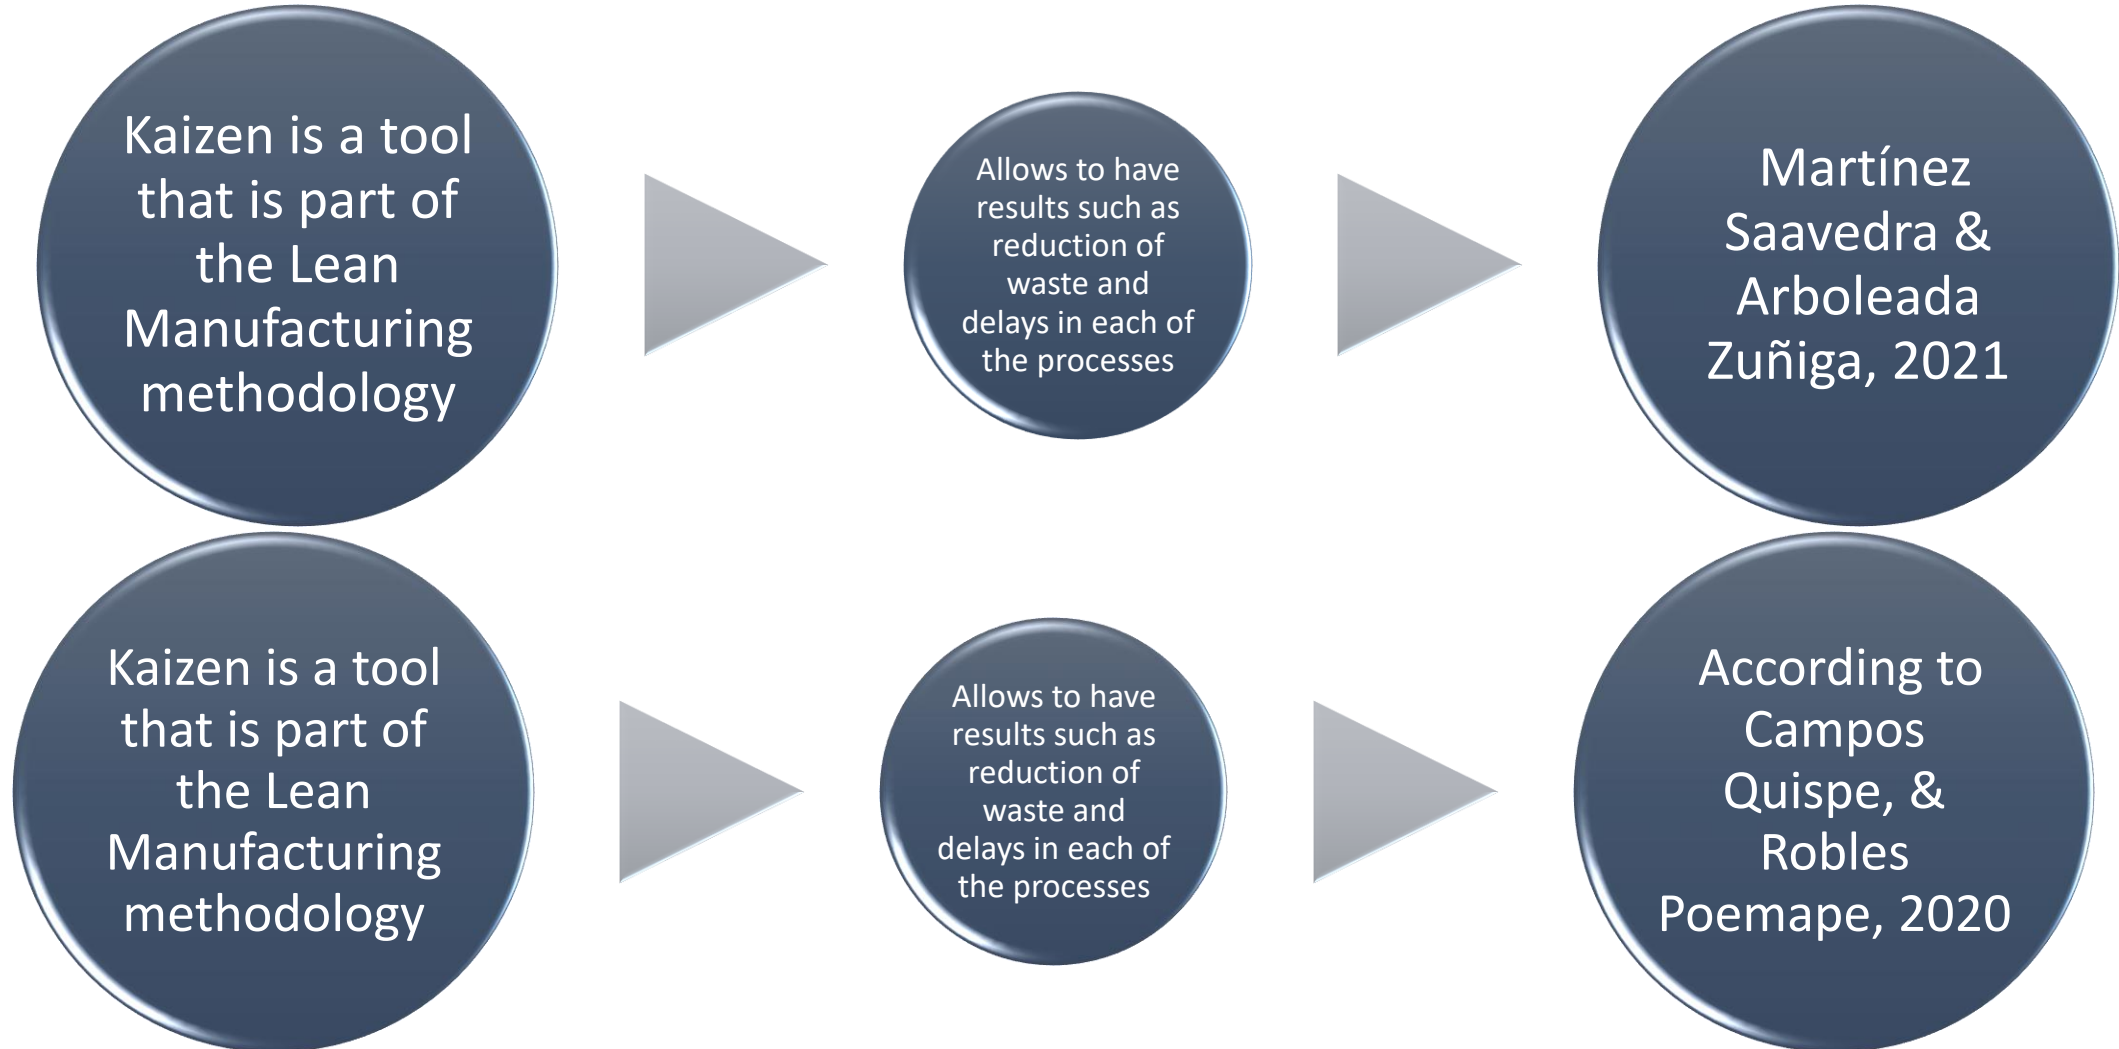 Kaizen is a tool
that is part of
the Lean
Manufacturing
methodology
Allows to have
results such as
reduction of
waste and
delays in each of
the processes
Martínez
Saavedra &
Arboleada
Zuñiga, 2021
Kaizen is a tool
that is part of
the Lean
Manufacturing
methodology
Allows to have
results such as
reduction of
waste and
delays in each of
the processes
According to
Campos
Quispe, &
Robles
Poemape, 2020